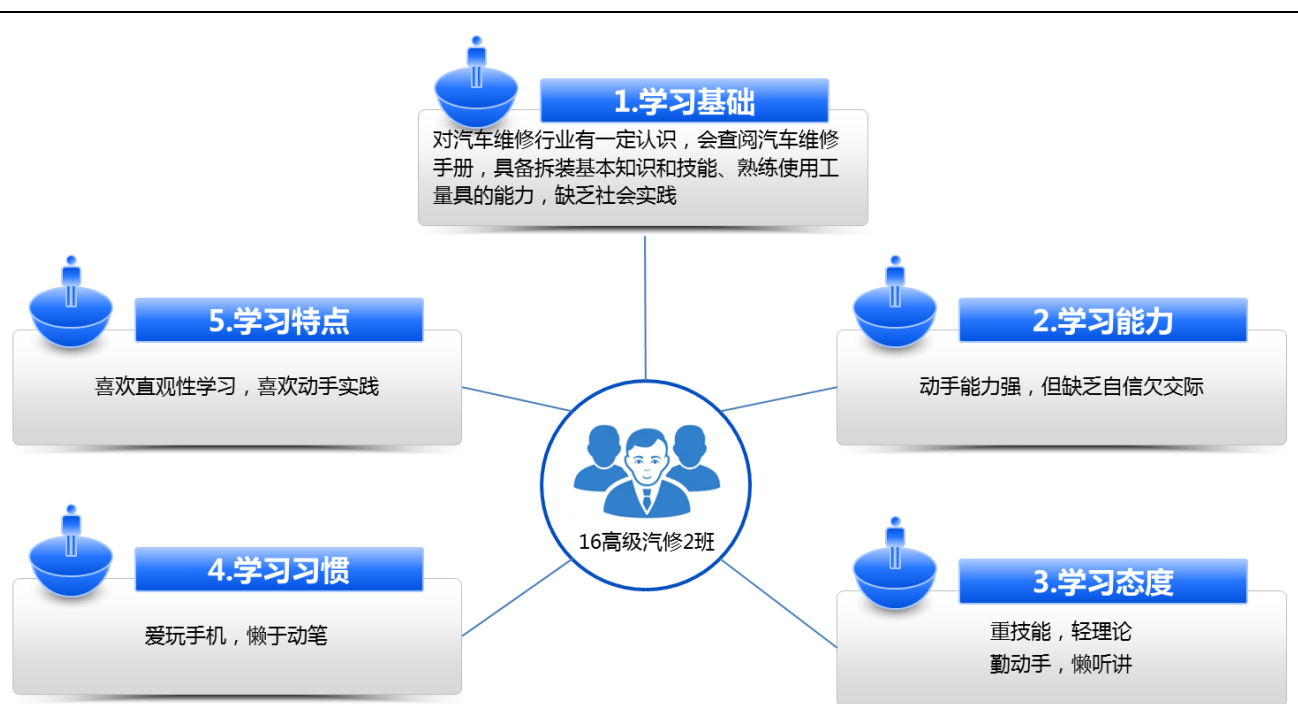 1.学习基础
对汽车维修行业有一定认识，会查阅汽车维修
手册，具备拆装基本知识和技能、熟练使用工
量具的能力，缺乏社会实践
5.学习特点
喜欢直观性学习，喜欢动手实践
2.学习能力
动手能力强，但缺乏自信欠交际
16高级汽修2班
4.学习习惯
爱玩手机，懒于动笔
3.学习态度
重技能，轻理论
勤动手，懒听讲